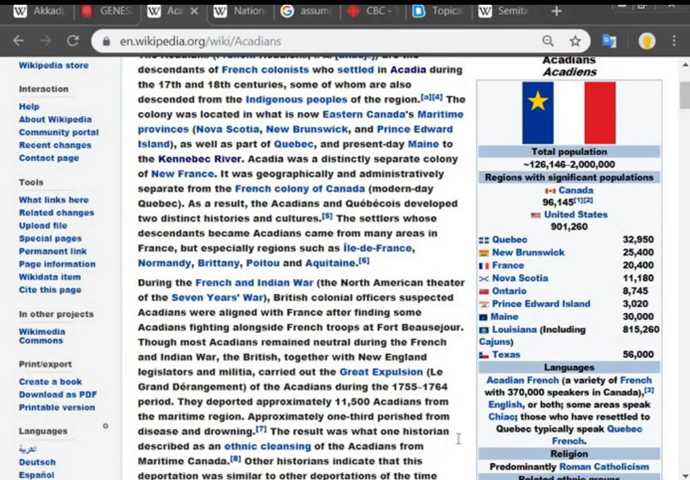 Akkadi
GENES
Aca
Nation
assum
CBC -
Topica
Semiti
en.wikipedia.org/wiki/Acadians
Wikipedia store
Interaction
Help
About Wikipedia
Community portal
Recent changes
Contact page
Tools
What links here
Related changes
Upload file
Special pages
Permanent link
Page information
Wikidata item
Cite this page
In other projects
Wikimedia
Commons
Print/export
Create a book
Download as PDF
Printable version
Languages
العربية
Deutsch
Español
descendants of French colonists who settled in Acadia during
the 17th and 18th centuries, some of whom are also
descended from the Indigenous peoples of the region.[a][4] The
colony was located in what is now Eastern Canada's Maritime
provinces (Nova Scotia, New Brunswick, and Prince Edward
Island), as well as part of Quebec, and present-day Maine to
the Kennebec River. Acadia was a distinctly separate colony
of New France. It was geographically and administratively
separate from the French colony of Canada (modern-day
Quebec). As a result, the Acadians and Québécois developed
two distinct histories and cultures.[5] The settlers whose
descendants became Acadians came from many areas in
France, but especially regions such as Île-de-France,
Normandy, Brittany, Poitou and Aquitaine.[6]
During the French and Indian War (the North American theater
of the Seven Years' War), British colonial officers suspected
Acadians were aligned with France after finding some
Acadians fighting alongside French troops at Fort Beausejour.
Though most Acadians remained neutral during the French
and Indian War, the British, together with New England
legislators and militia, carried out the Great Expulsion (Le
Grand Dérangement) of the Acadians during the 1755–1764
period. They deported approximately 11,500 Acadians from
the maritime region. Approximately one-third perished from
disease and drowning.[7] The result was what one historian
described as an ethnic cleansing of the Acadians from
Maritime Canada.[8] Other historians indicate that this
deportation was similar to other deportations of the time
Acadians
Acadiens
Total population
~126,146–2,000,000
Regions with significant populations
Canada
96,145[1][2]
United States
901,260
Quebec 32,950
New Brunswick 25,400
France 20,400
Nova Scotia 11,180
Ontario 8,745
Prince Edward Island 3,020
Maine 30,000
Louisiana (Including 815,260
Cajuns)
Texas 56,000
Languages
Acadian French (a variety of French
with 370,000 speakers in Canada),[3]
English, or both; some areas speak
Chiac; those who have resettled to
Quebec typically speak Quebec
French.
Religion
Predominantly Roman Catholicism
Related ethnic groups